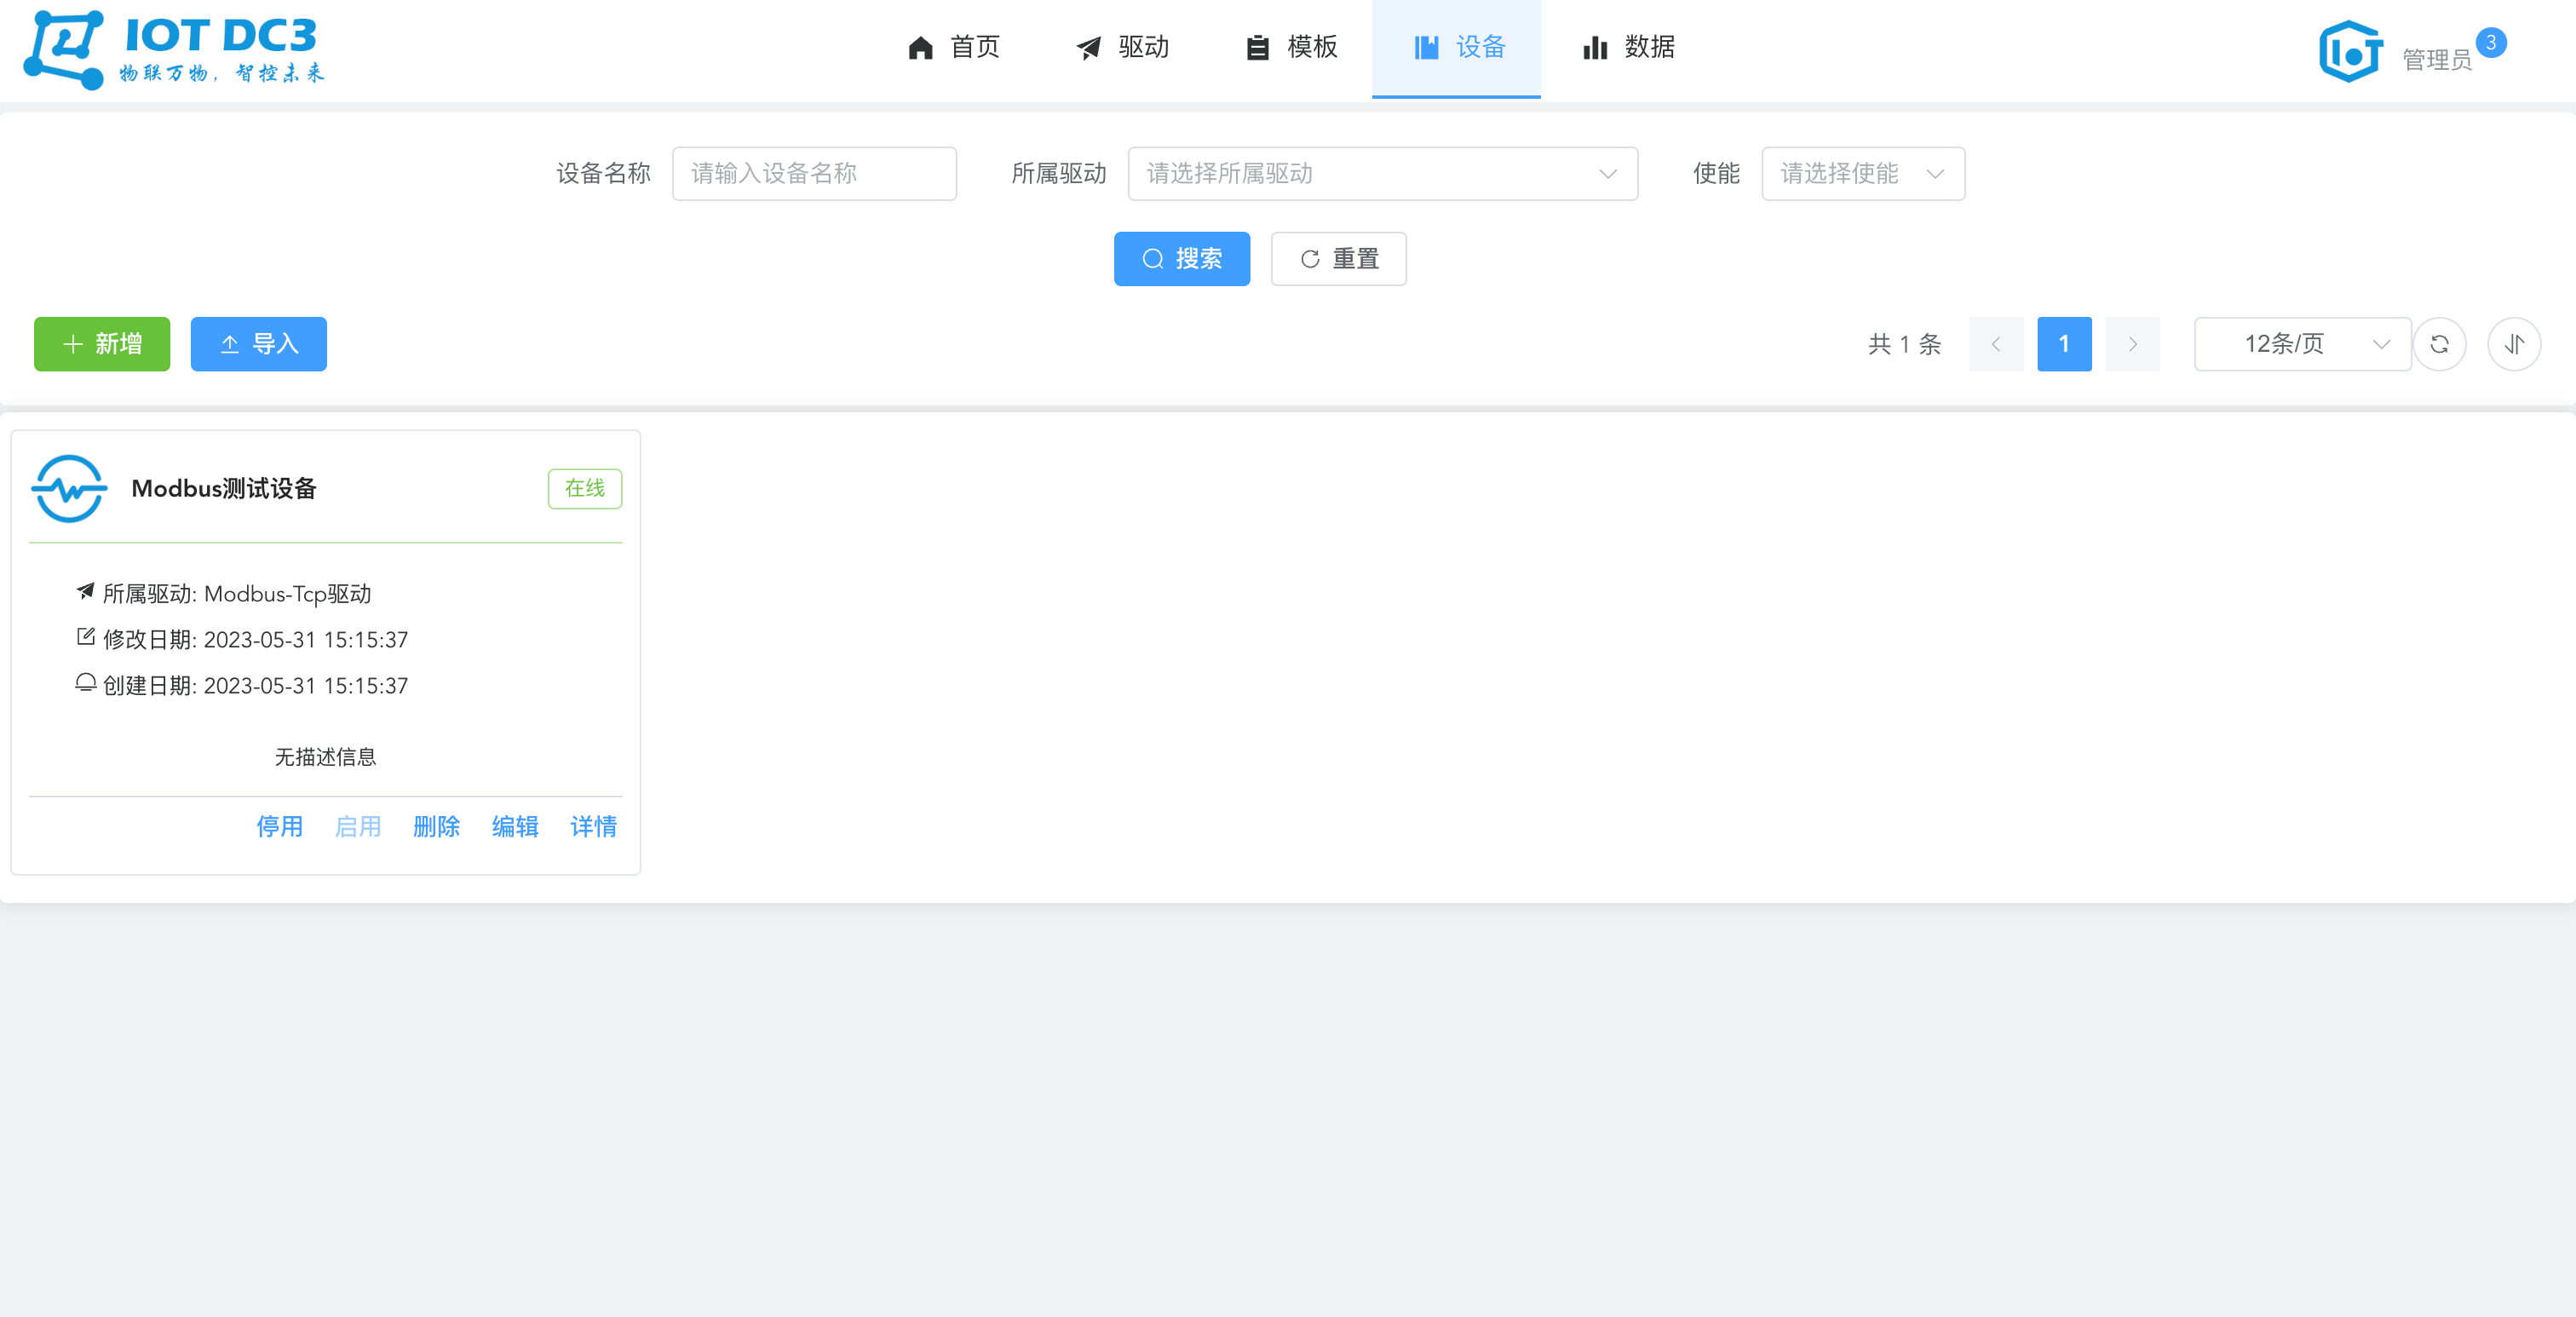 IOT DC3
物联万物，智控未来
首页 驱动 模板 设备 数据
管理员 3
设备名称 请输入设备名称 所属驱动 请选择所属驱动 使能 请选择使能
搜索 重置
新增 导入 共 1 条 1 12条/页
Modbus测试设备 在线
所属驱动: Modbus-Tcp驱动
修改日期: 2023-05-31 15:15:37
创建日期: 2023-05-31 15:15:37
无描述信息
停用 启用 删除 编辑 详情